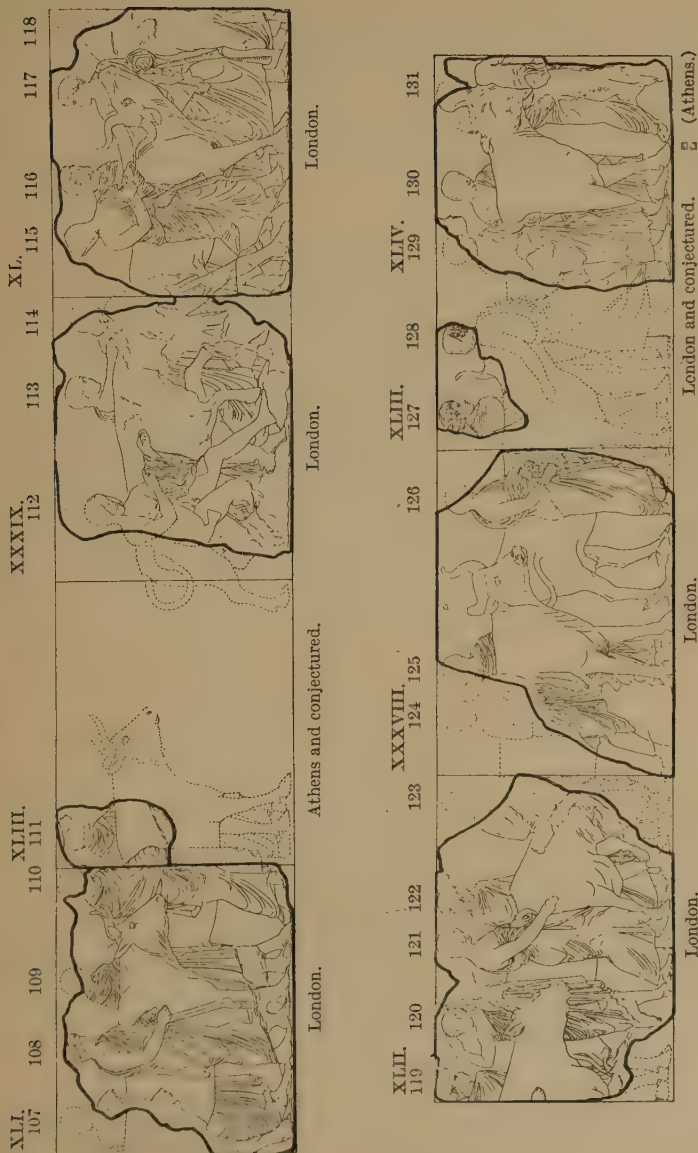 XLI. XLIII. XXXIX. XL.
107 108 109 110 111 112 113 114 115 116 117 118
London. Athens and conjectured. London. London.
XLII. XXXVIII. XLIII. XLIV.
119 120 121 122 123 124 125 126 127 128 129 130 131
London. London. London and conjectured. (Athens.)